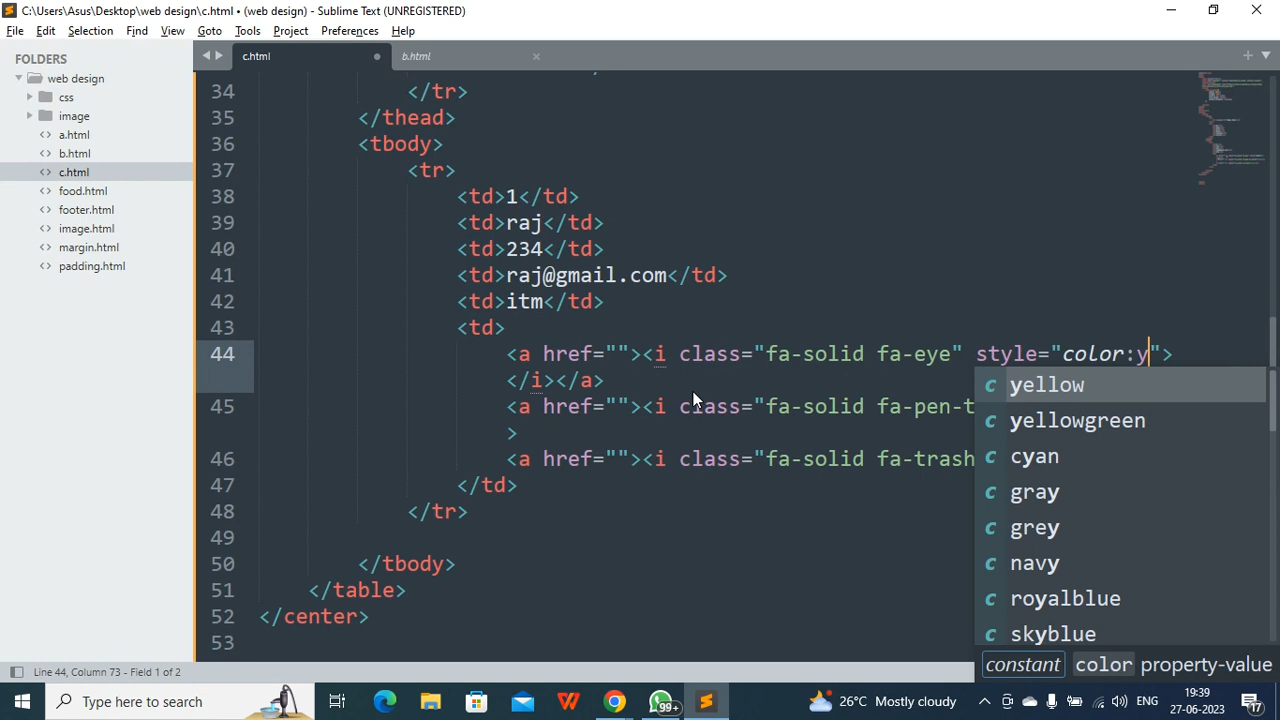 C:\Users\Asus\Desktop\web design\c.html • (web design) - Sublime Text (UNREGISTERED)
File Edit Selection Find View Goto Tools Project Preferences Help
FOLDERS
web design
css
image
a.html
b.html
c.html
food.html
footer.html
image.html
margin.html
padding.html
c.html
b.html
34 </tr>
35 </thead>
36 <tbody>
37 <tr>
38 <td>1</td>
39 <td>raj</td>
40 <td>234</td>
41 <td>raj@gmail.com</td>
42 <td>itm</td>
43 <td>
44 <a href=""><i class="fa-solid fa-eye" style="color:y">
</i></a>
45 <a href=""><i class="fa-solid fa-pen-t
>
46 <a href=""><i class="fa-solid fa-trash
47 </td>
48 </tr>
49
50 </tbody>
51 </table>
52 </center>
53
c yellow
c yellowgreen
c cyan
c gray
c grey
c navy
c royalblue
c skyblue
constant color property-value
Line 44, Column 73 - Field 1 of 2
Type here to search
99+
26°C Mostly cloudy
ENG
19:39
27-06-2023
17